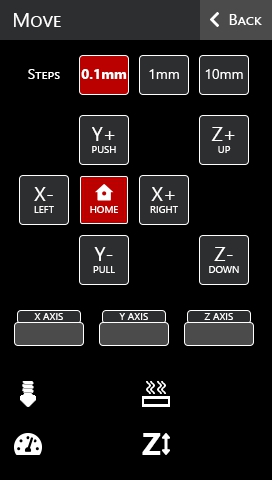 Move
Back
Steps
0.1mm
1mm
10mm
Y+
PUSH
Z+
UP
X-
LEFT
HOME
X+
RIGHT
Y-
PULL
Z-
DOWN
X AXIS
Y AXIS
Z AXIS
Z